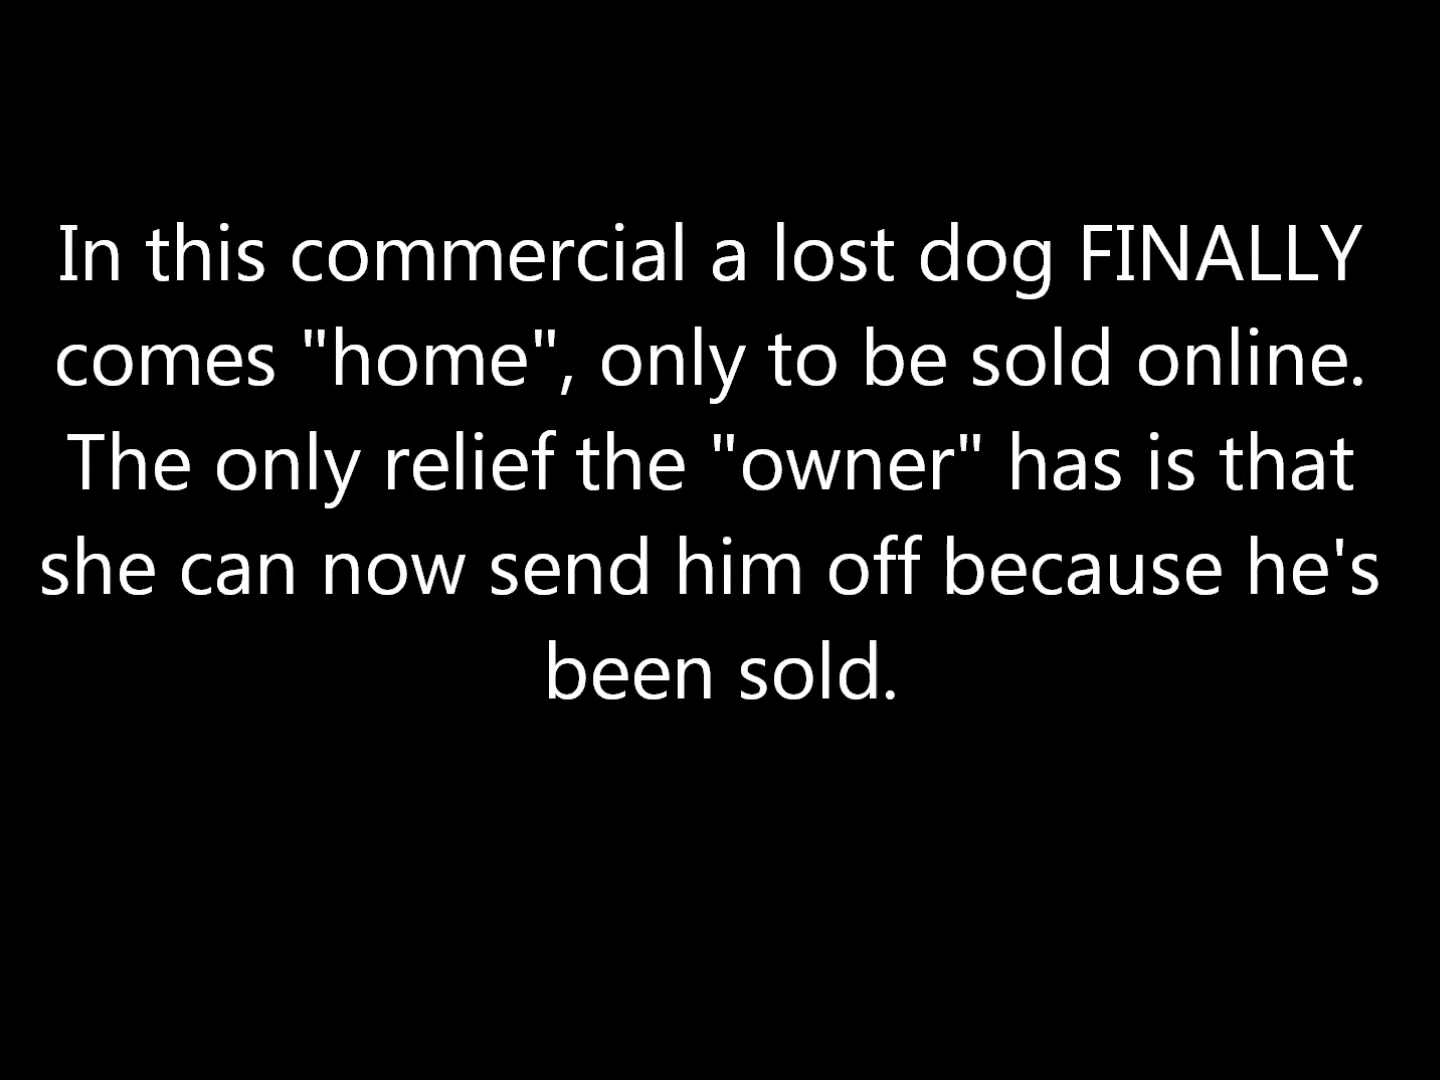 In this commercial a lost dog FINALLY
comes "home", only to be sold online.
The only relief the "owner" has is that
she can now send him off because he's
been sold.